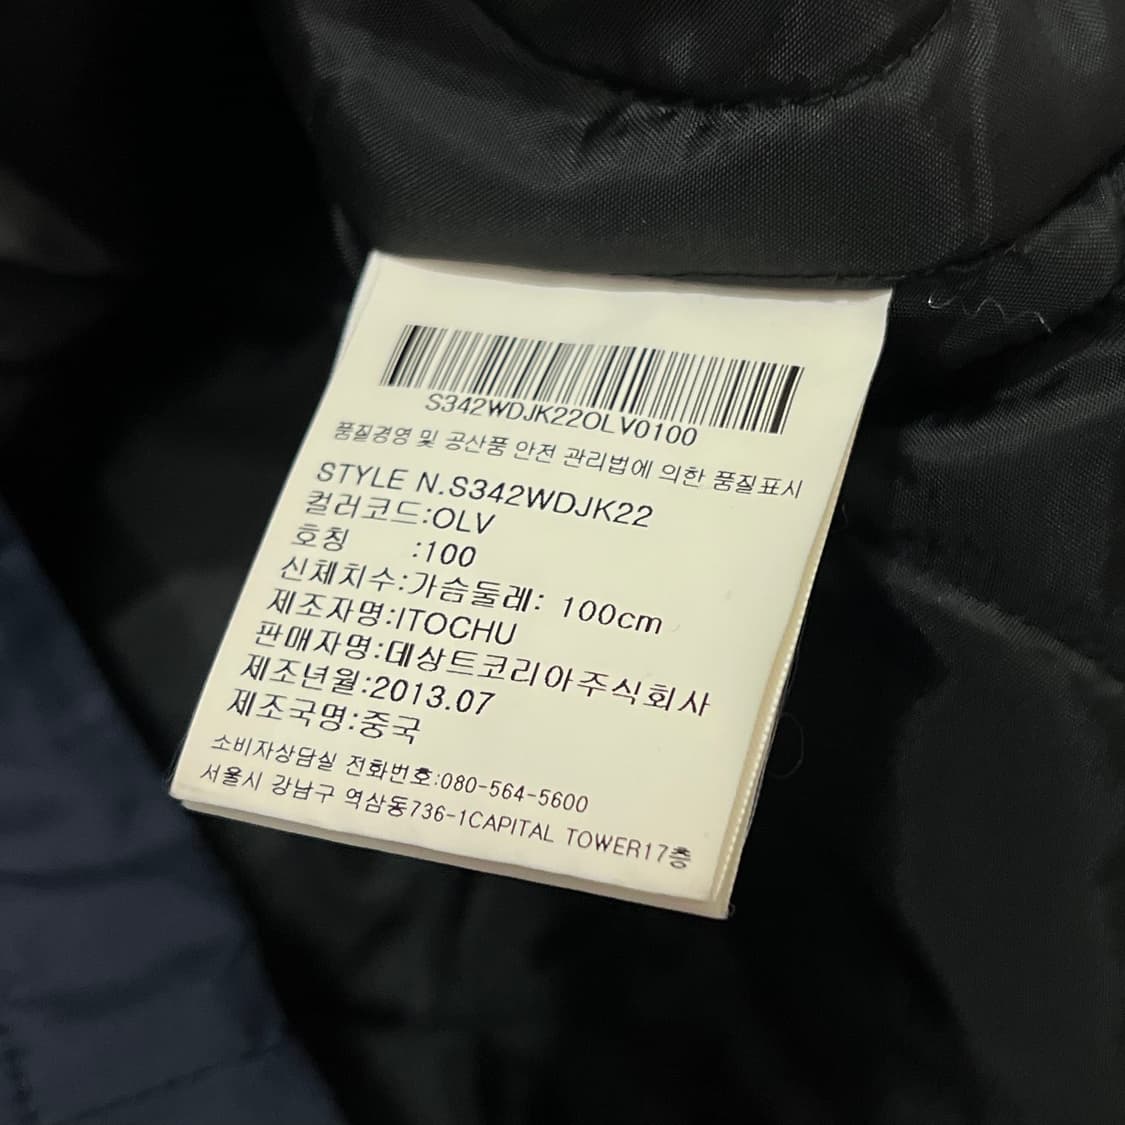 S342WDJK22OLV0100
품질경영 및 공산품 안전 관리법에 의한 품질표시
STYLE N.S342WDJK22
컬러코드:OLV
호칭 :100
신체치수:가슴둘레: 100cm
제조자명:ITOCHU
판매자명:데상트코리아주식회사
제조년월:2013.07
제조국명:중국
소비자상담실 전화번호:080-564-5600
서울시 강남구 역삼동736-1CAPITAL TOWER17층